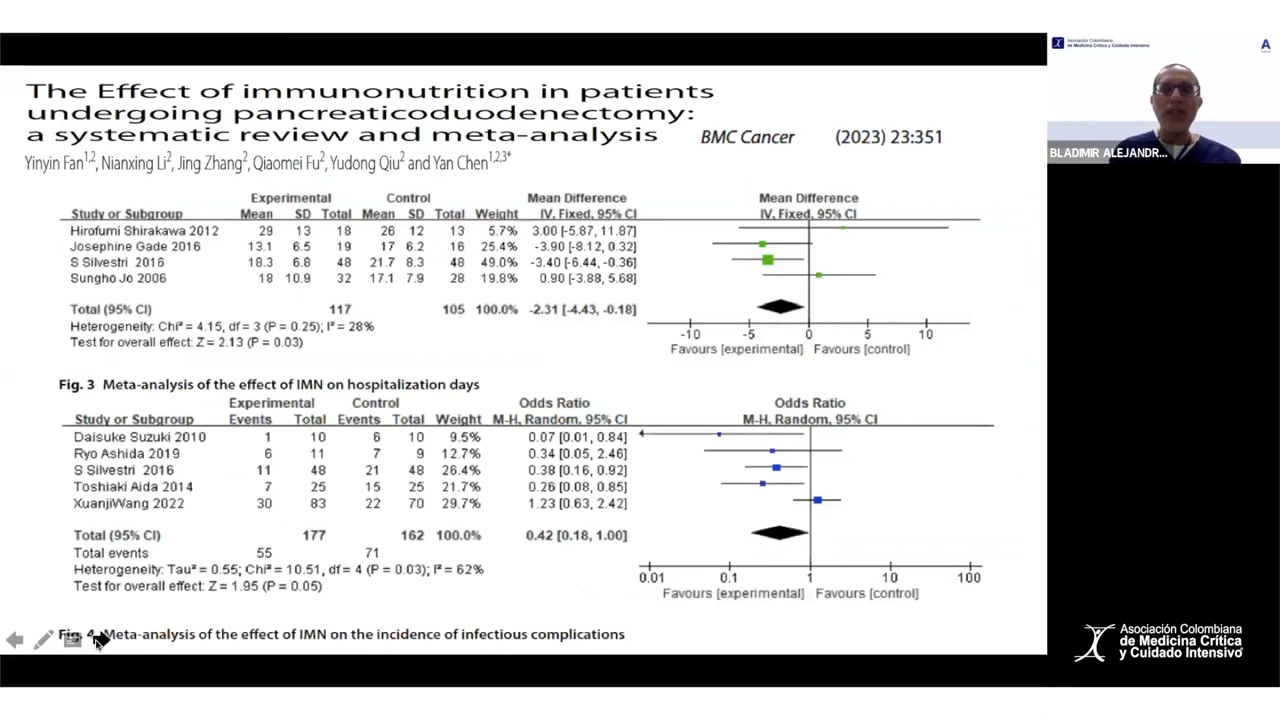 Asociación Colombiana
de Medicina Crítica y Cuidado Intensivo
A
The Effect of immunonutrition in patients
undergoing pancreaticoduodenectomy:
a systematic review and meta-analysis
BMC Cancer (2023) 23:351
Yinyin Fan1,2, Nianxing Li2, Jing Zhang2, Qiaomei Fu2, Yudong Qiu2 and Yan Chen1,2,3*
BLADIMIR ALEJANDR...
Experimental Control Mean Difference Mean Difference
Study or Subgroup Mean SD Total Mean SD Total Weight IV, Fixed, 95% CI IV, Fixed, 95% CI
Hirofumi Shirakawa 2012 29 13 18 26 12 13 5.7% 3.00 [-5.87, 11.87]
Josephine Gade 2016 13.1 6.5 19 17 6.2 16 25.4% -3.90 [-8.12, 0.32]
S Silvestri 2016 18.3 6.8 48 21.7 8.3 48 49.0% -3.40 [-6.44, -0.36]
Sungho Jo 2006 18 10.9 32 17.1 7.9 28 19.8% 0.90 [-3.88, 5.68]
Total (95% CI) 117 105 100.0% -2.31 [-4.43, -0.18]
Heterogeneity: Chi² = 4.15, df = 3 (P = 0.25); I² = 28%
Test for overall effect: Z = 2.13 (P = 0.03)
-10 -5 0 5 10
Favours [experimental] Favours [control]
Fig. 3 Meta-analysis of the effect of IMN on hospitalization days
Experimental Control Odds Ratio Odds Ratio
Study or Subgroup Events Total Events Total Weight M-H, Random, 95% CI M-H, Random, 95% CI
Daisuke Suzuki 2010 1 10 6 10 9.5% 0.07 [0.01, 0.84]
Ryo Ashida 2019 6 11 7 9 12.7% 0.34 [0.05, 2.46]
S Silvestri 2016 11 48 21 48 26.4% 0.38 [0.16, 0.92]
Toshiaki Aida 2014 7 25 15 25 21.7% 0.26 [0.08, 0.85]
XuanjiWang 2022 30 83 22 70 29.7% 1.23 [0.63, 2.42]
Total (95% CI) 177 162 100.0% 0.42 [0.18, 1.00]
Total events 55 71
Heterogeneity: Tau² = 0.55; Chi² = 10.51, df = 4 (P = 0.03); I² = 62%
Test for overall effect: Z = 1.95 (P = 0.05)
0.01 0.1 1 10 100
Favours [experimental] Favours [control]
Fig. 4 Meta-analysis of the effect of IMN on the incidence of infectious complications
Asociación Colombiana
de Medicina Crítica
y Cuidado Intensivo